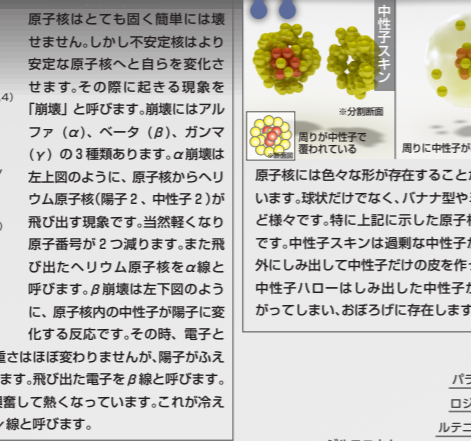 原子核はとても固く簡単には壊
せません。しかし不安定核はより
安定な原子核へと自らを変化さ
せます。その際に起きる現象を
「崩壊」と呼びます。崩壊にはアル
ファ（α）、ベータ（β）、ガンマ
（γ）の3種類あります。α崩壊は
左上図のように、原子核からヘリ
ウム原子核(陽子2、中性子2)が
飛び出す現象です。当然軽くなり
原子番号が2つ減ります。また飛
び出たヘリウム原子核をα線と
呼びます。β崩壊は左下図のよう
に、原子核内の中性子が陽子に変
化する反応です。その時、電子と
重さはほぼ変わりませんが、陽子がふえ
ます。飛び出た電子をβ線と呼びます。
興奮して熱くなっています。これが冷え
γ線と呼びます。
中性子スキン
※分割断面
周りが中性子で
覆われている
※断面図
周りに中性子が
原子核には色々な形が存在することが
います。球状だけでなく、バナナ型や
ど様々です。特に上記に示した原子核
です。中性子スキンは過剰な中性子が
外にしみ出して中性子だけの皮を作っ
中性子ハローはしみ出した中性子が
がってしまい、おぼろげに存在します
パラ
ロジ
ルテニ